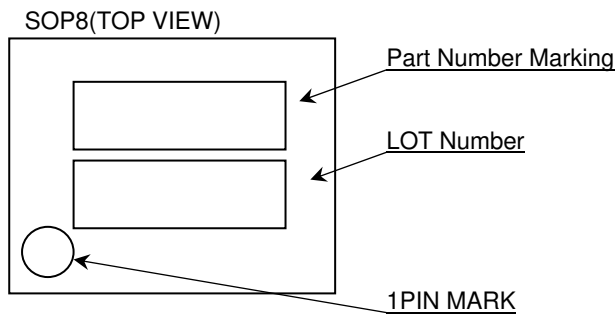 SOP8(TOP VIEW)
Part Number Marking
LOT Number
1PIN MARK